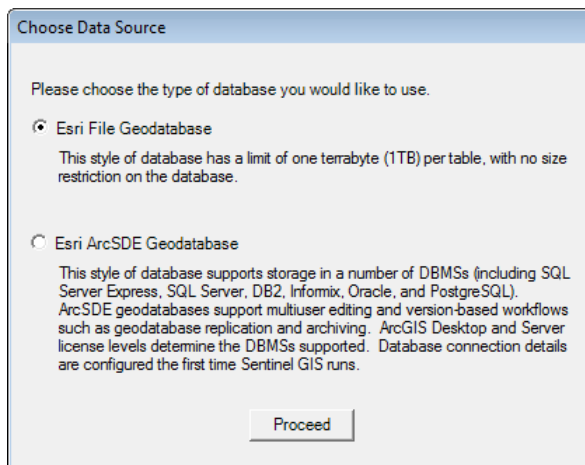 Choose Data Source
Please choose the type of database you would like to use.
Esri File Geodatabase
This style of database has a limit of one terrabyte (1TB) per table, with no size
restriction on the database.
Esri ArcSDE Geodatabase
This style of database supports storage in a number of DBMSs (including SQL
Server Express, SQL Server, DB2, Informix, Oracle, and PostgreSQL).
ArcSDE geodatabases support multiuser editing and version-based workflows
such as geodatabase replication and archiving.  ArcGIS Desktop and Server
license levels determine the DBMSs supported.  Database connection details
are configured the first time Sentinel GIS runs.
Proceed